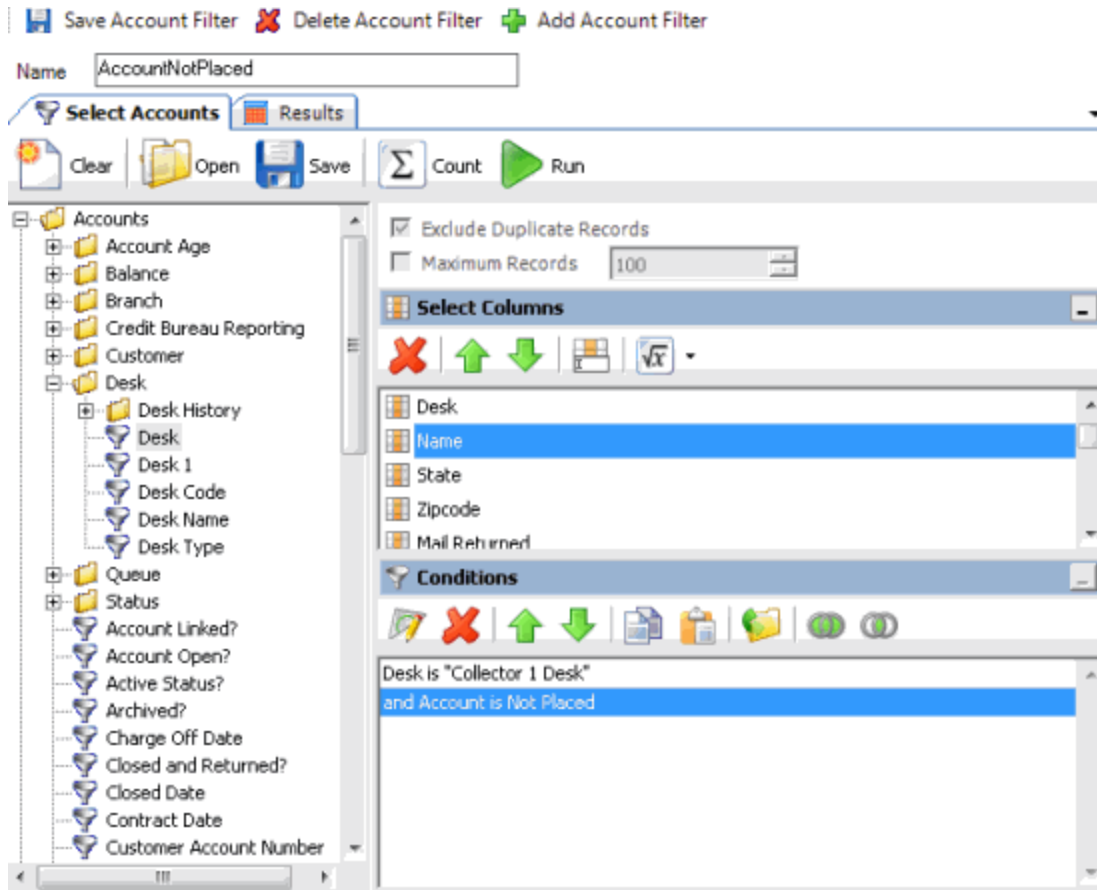 Save Account Filter Delete Account Filter Add Account Filter
Name AccountNotPlaced
Select Accounts Results
Clear Open Save Σ Count Run
Accounts
Account Age
Balance
Branch
Credit Bureau Reporting
Customer
Desk
Desk History
Desk
Desk 1
Desk Code
Desk Name
Desk Type
Queue
Status
Account Linked?
Account Open?
Active Status?
Archived?
Charge Off Date
Closed and Returned?
Closed Date
Contract Date
Customer Account Number
Exclude Duplicate Records
Maximum Records 100
Select Columns
√x
Desk
Name
State
Zipcode
Mail Returned
Conditions
Desk is "Collector 1 Desk"
and Account is Not Placed